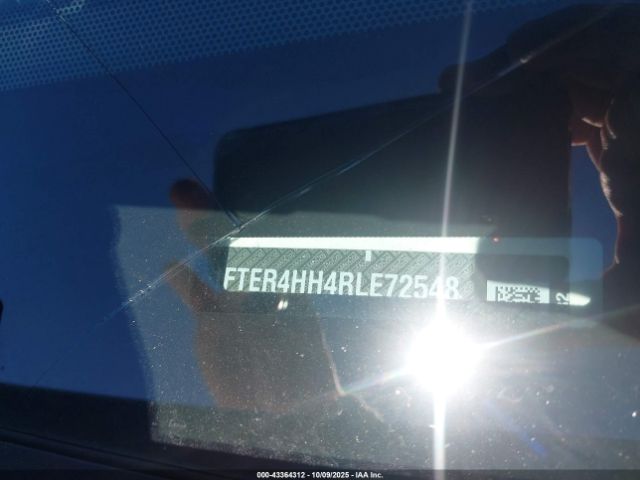 FTER4HH4RLE72548
000-43364312 - 10/09/2025 - IAA Inc.